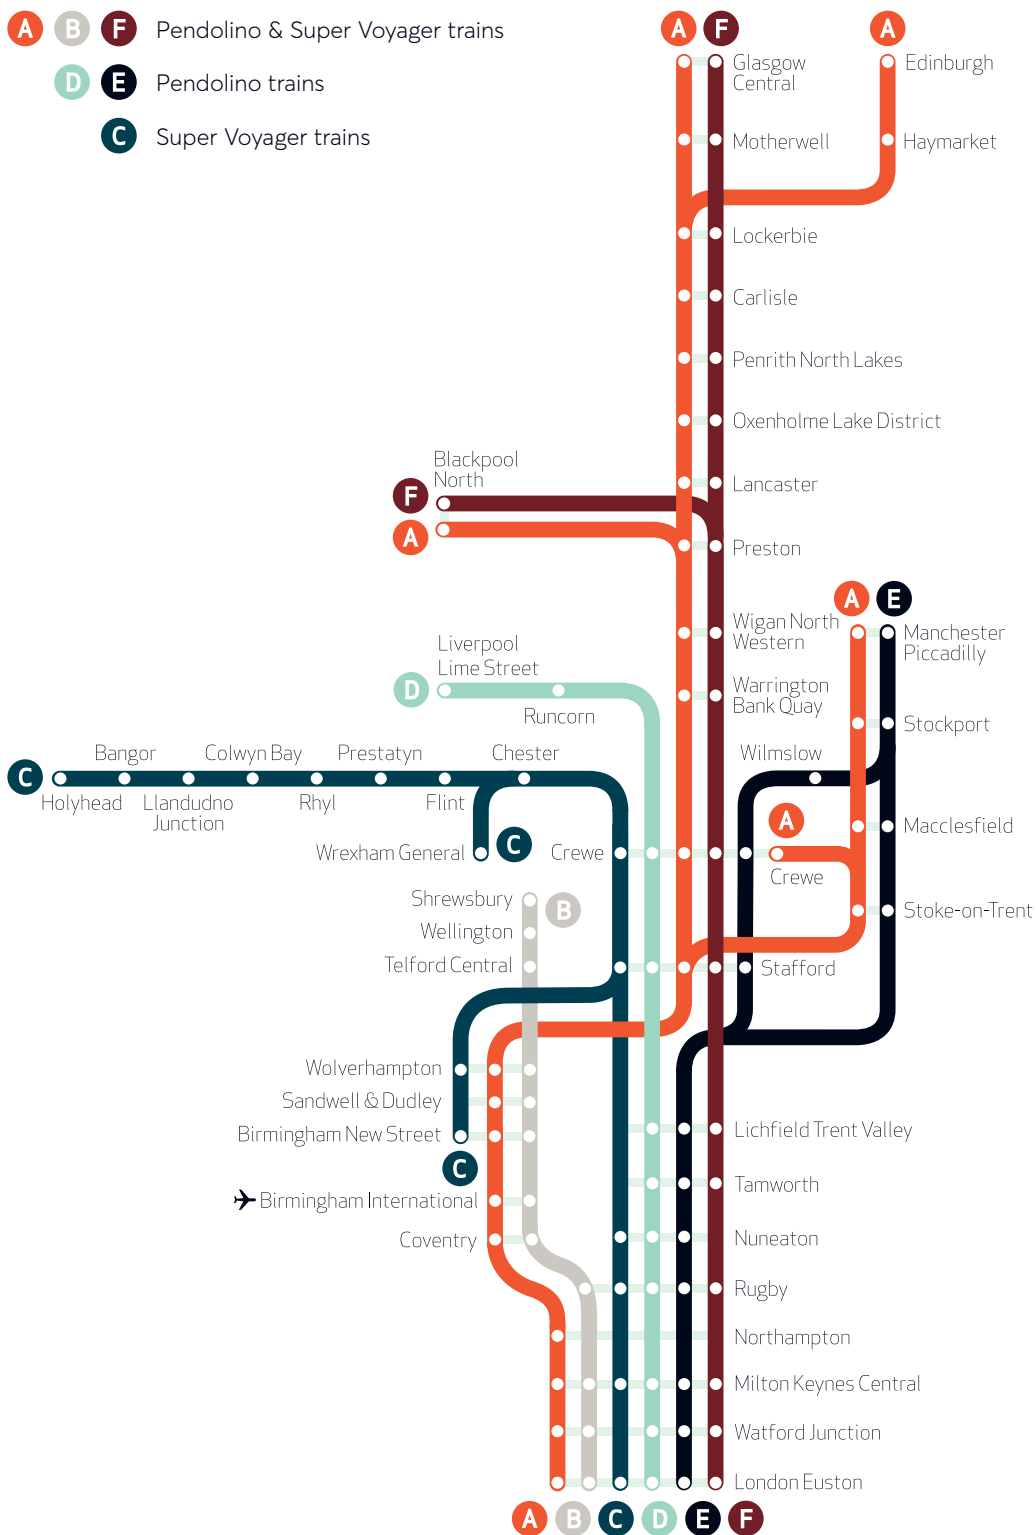 A B F Pendolino & Super Voyager trains
D E Pendolino trains
C Super Voyager trains
A F A
Glasgow
Central
Edinburgh
Motherwell
Haymarket
Lockerbie
Carlisle
Penrith North Lakes
Oxenholme Lake District
Blackpool
North
F
A
Lancaster
Preston
A E
Wigan North
Western
Manchester
Piccadilly
Liverpool
Lime Street
D
Runcorn
Warrington
Bank Quay
Stockport
Bangor Colwyn Bay Prestatyn Chester Wilmslow
C
Holyhead Llandudno
Junction
Rhyl Flint
A
Macclesfield
Wrexham General C Crewe
Crewe
Shrewsbury B
Stoke-on-Trent
Wellington
Telford Central
Stafford
Wolverhampton
Sandwell & Dudley
Birmingham New Street
Lichfield Trent Valley
C
Tamworth
Birmingham International
Coventry
Nuneaton
Rugby
Northampton
Milton Keynes Central
Watford Junction
London Euston
A B C D E F